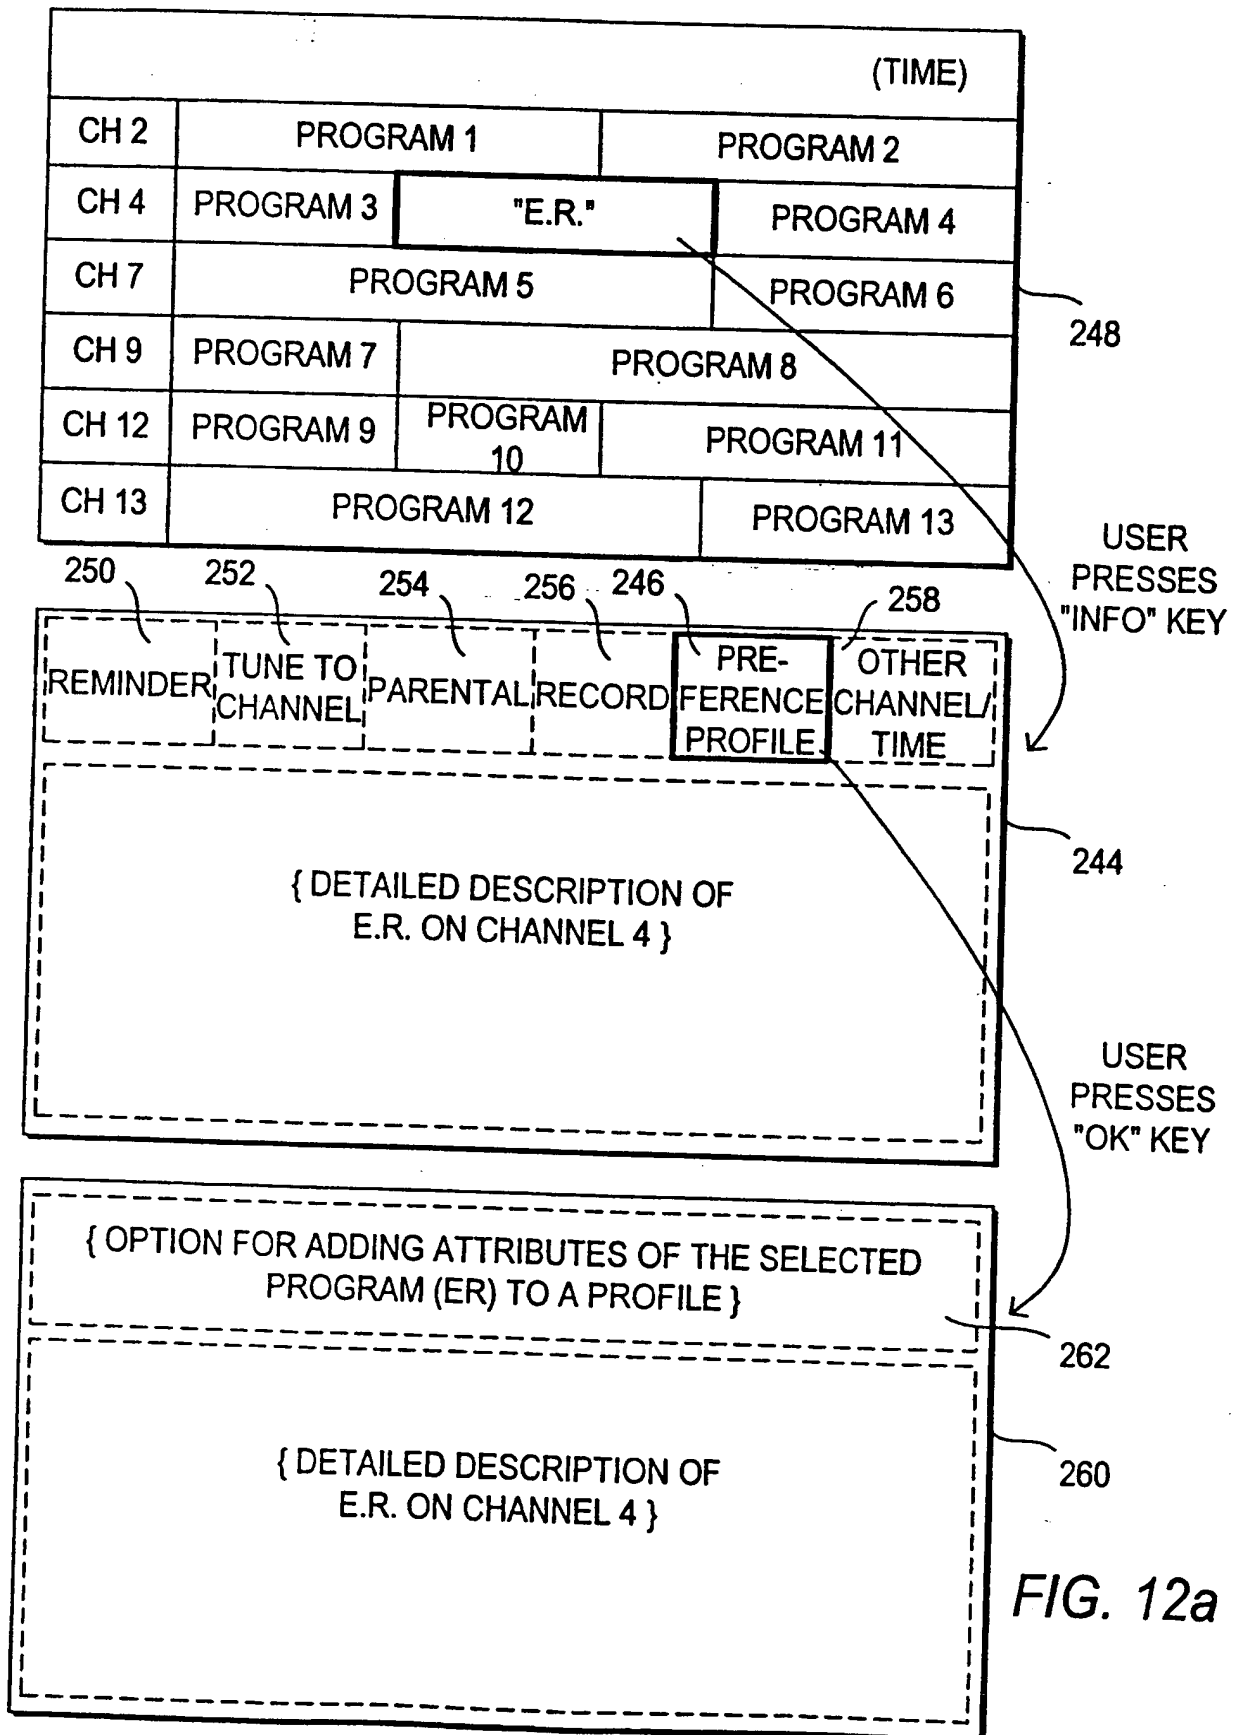 (TIME)
CH 2 PROGRAM 1 PROGRAM 2
CH 4 PROGRAM 3 "E.R." PROGRAM 4
CH 7 PROGRAM 5 PROGRAM 6
248
CH 9 PROGRAM 7 PROGRAM 8
CH 12 PROGRAM 9 PROGRAM
10 PROGRAM 11
CH 13 PROGRAM 12 PROGRAM 13
USER
PRESSES
"INFO" KEY
250 252 254 256 246 258
REMINDER
TUNE TO
CHANNEL
PARENTAL
RECORD
PRE-
FERENCE
PROFILE
OTHER
CHANNEL/
TIME
244
{ DETAILED DESCRIPTION OF
E.R. ON CHANNEL 4 }
USER
PRESSES
"OK" KEY
{ OPTION FOR ADDING ATTRIBUTES OF THE SELECTED
PROGRAM (ER) TO A PROFILE }
262
{ DETAILED DESCRIPTION OF
E.R. ON CHANNEL 4 }
260
FIG. 12a